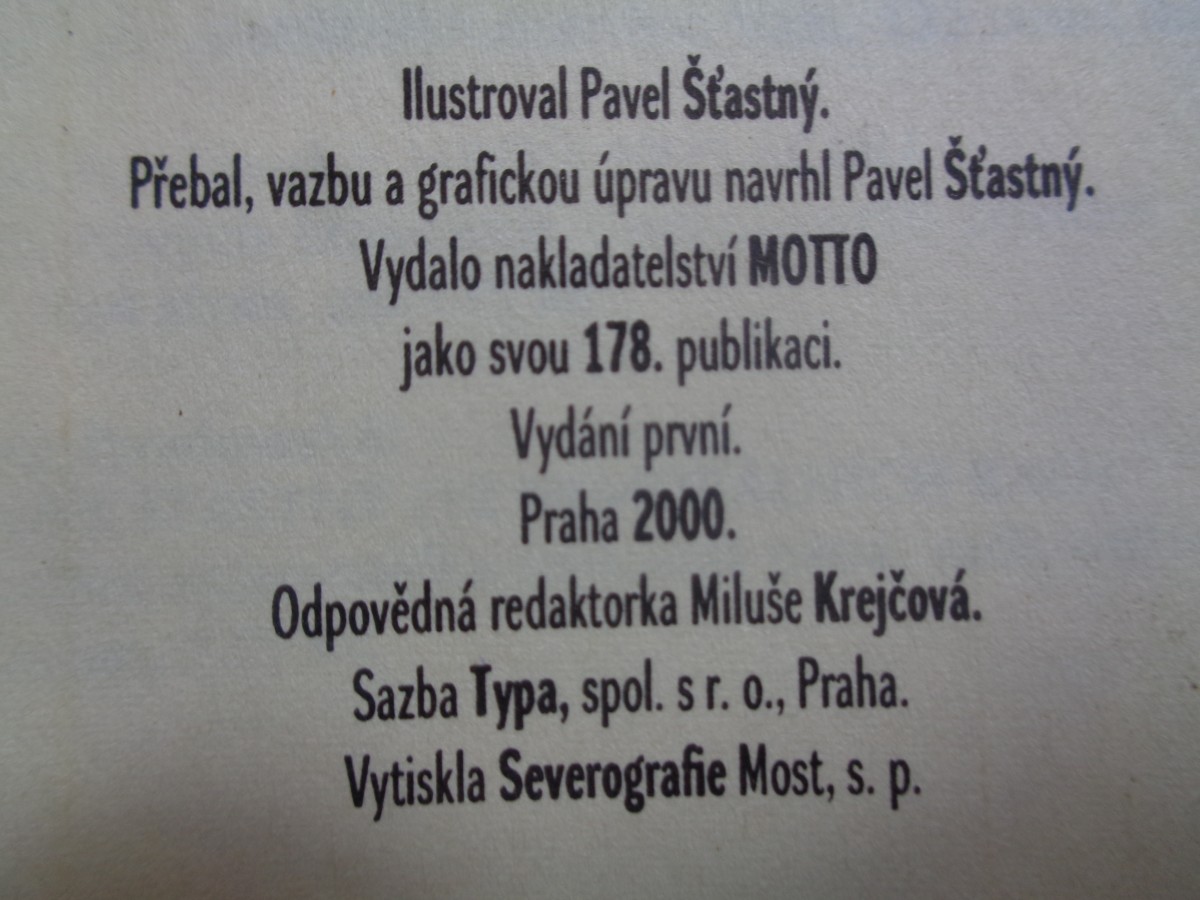 Ilustroval Pavel Šťastný.
Přebal, vazbu a grafickou úpravu navrhl Pavel Šťastný.
Vydalo nakladatelství MOTTO
jako svou 178. publikaci.
Vydání první.
Praha 2000.
Odpovědná redaktorka Miluše Krejčová.
Sazba Typa, spol. s r. o., Praha.
Vytiskla Severografie Most, s. p.